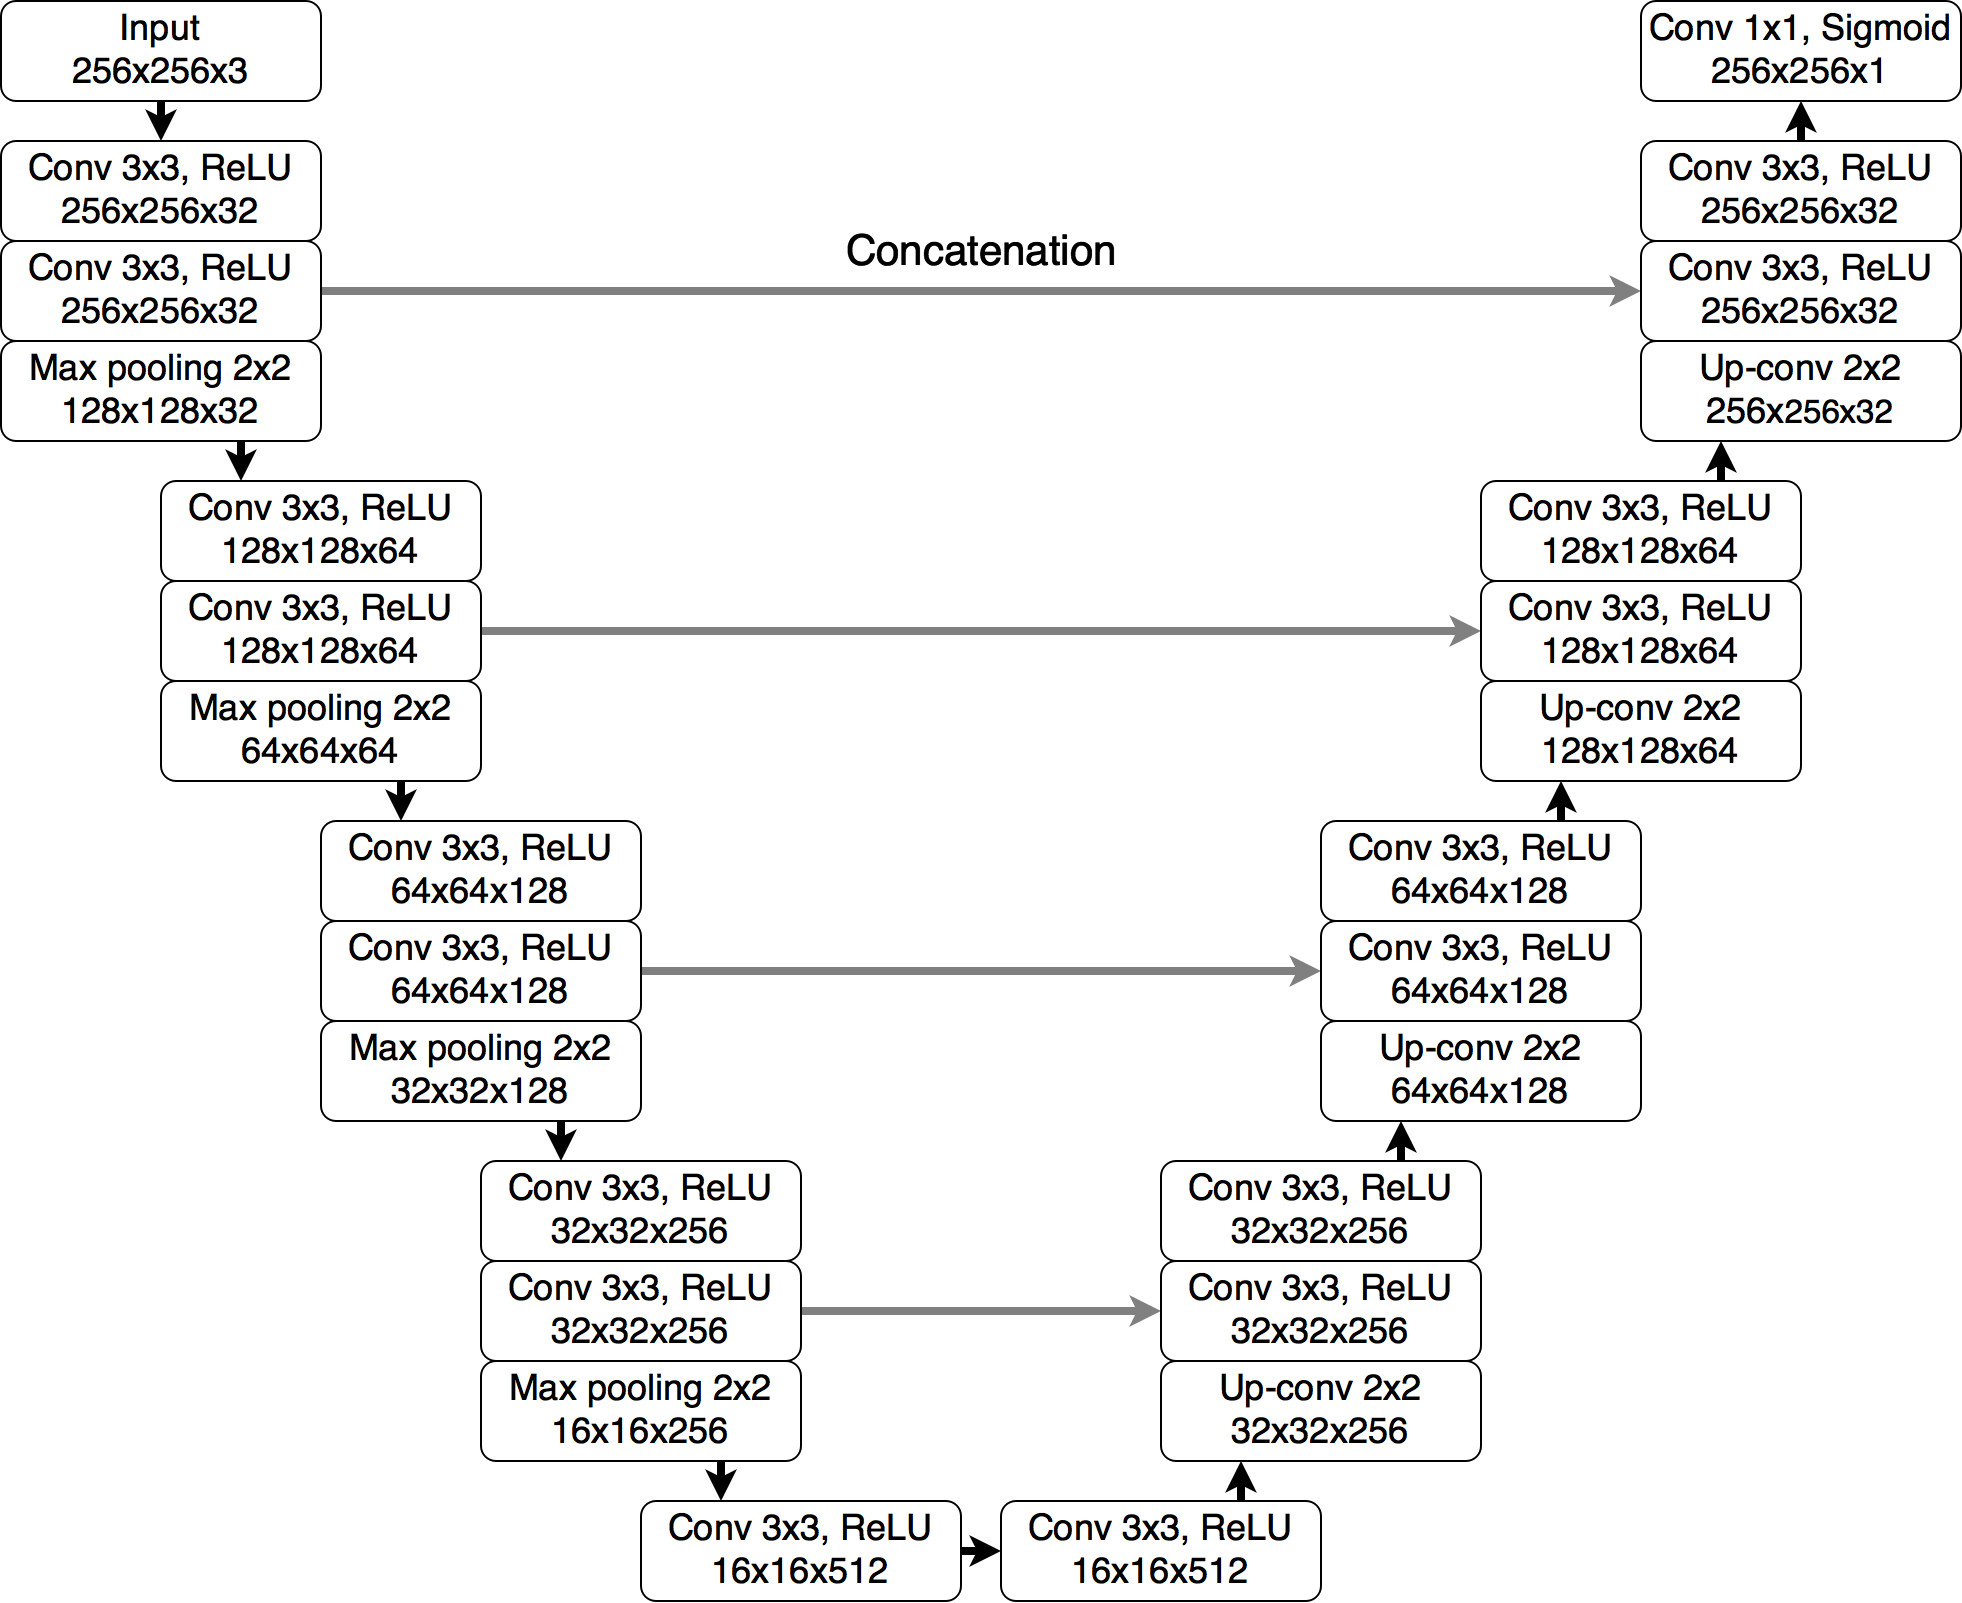 Input
256x256x3
Conv 3x3, ReLU
256x256x32
Conv 3x3, ReLU
256x256x32
Max pooling 2x2
128x128x32
Conv 3x3, ReLU
128x128x64
Conv 3x3, ReLU
128x128x64
Max pooling 2x2
64x64x64
Conv 3x3, ReLU
64x64x128
Conv 3x3, ReLU
64x64x128
Max pooling 2x2
32x32x128
Conv 3x3, ReLU
32x32x256
Conv 3x3, ReLU
32x32x256
Max pooling 2x2
16x16x256
Conv 3x3, ReLU
16x16x512
Conv 3x3, ReLU
16x16x512
Concatenation
Conv 3x3, ReLU
32x32x256
Conv 3x3, ReLU
32x32x256
Up-conv 2x2
32x32x256
Conv 3x3, ReLU
64x64x128
Conv 3x3, ReLU
64x64x128
Up-conv 2x2
64x64x128
Conv 3x3, ReLU
128x128x64
Conv 3x3, ReLU
128x128x64
Up-conv 2x2
128x128x64
Conv 1x1, Sigmoid
256x256x1
Conv 3x3, ReLU
256x256x32
Conv 3x3, ReLU
256x256x32
Up-conv 2x2
256x256x32